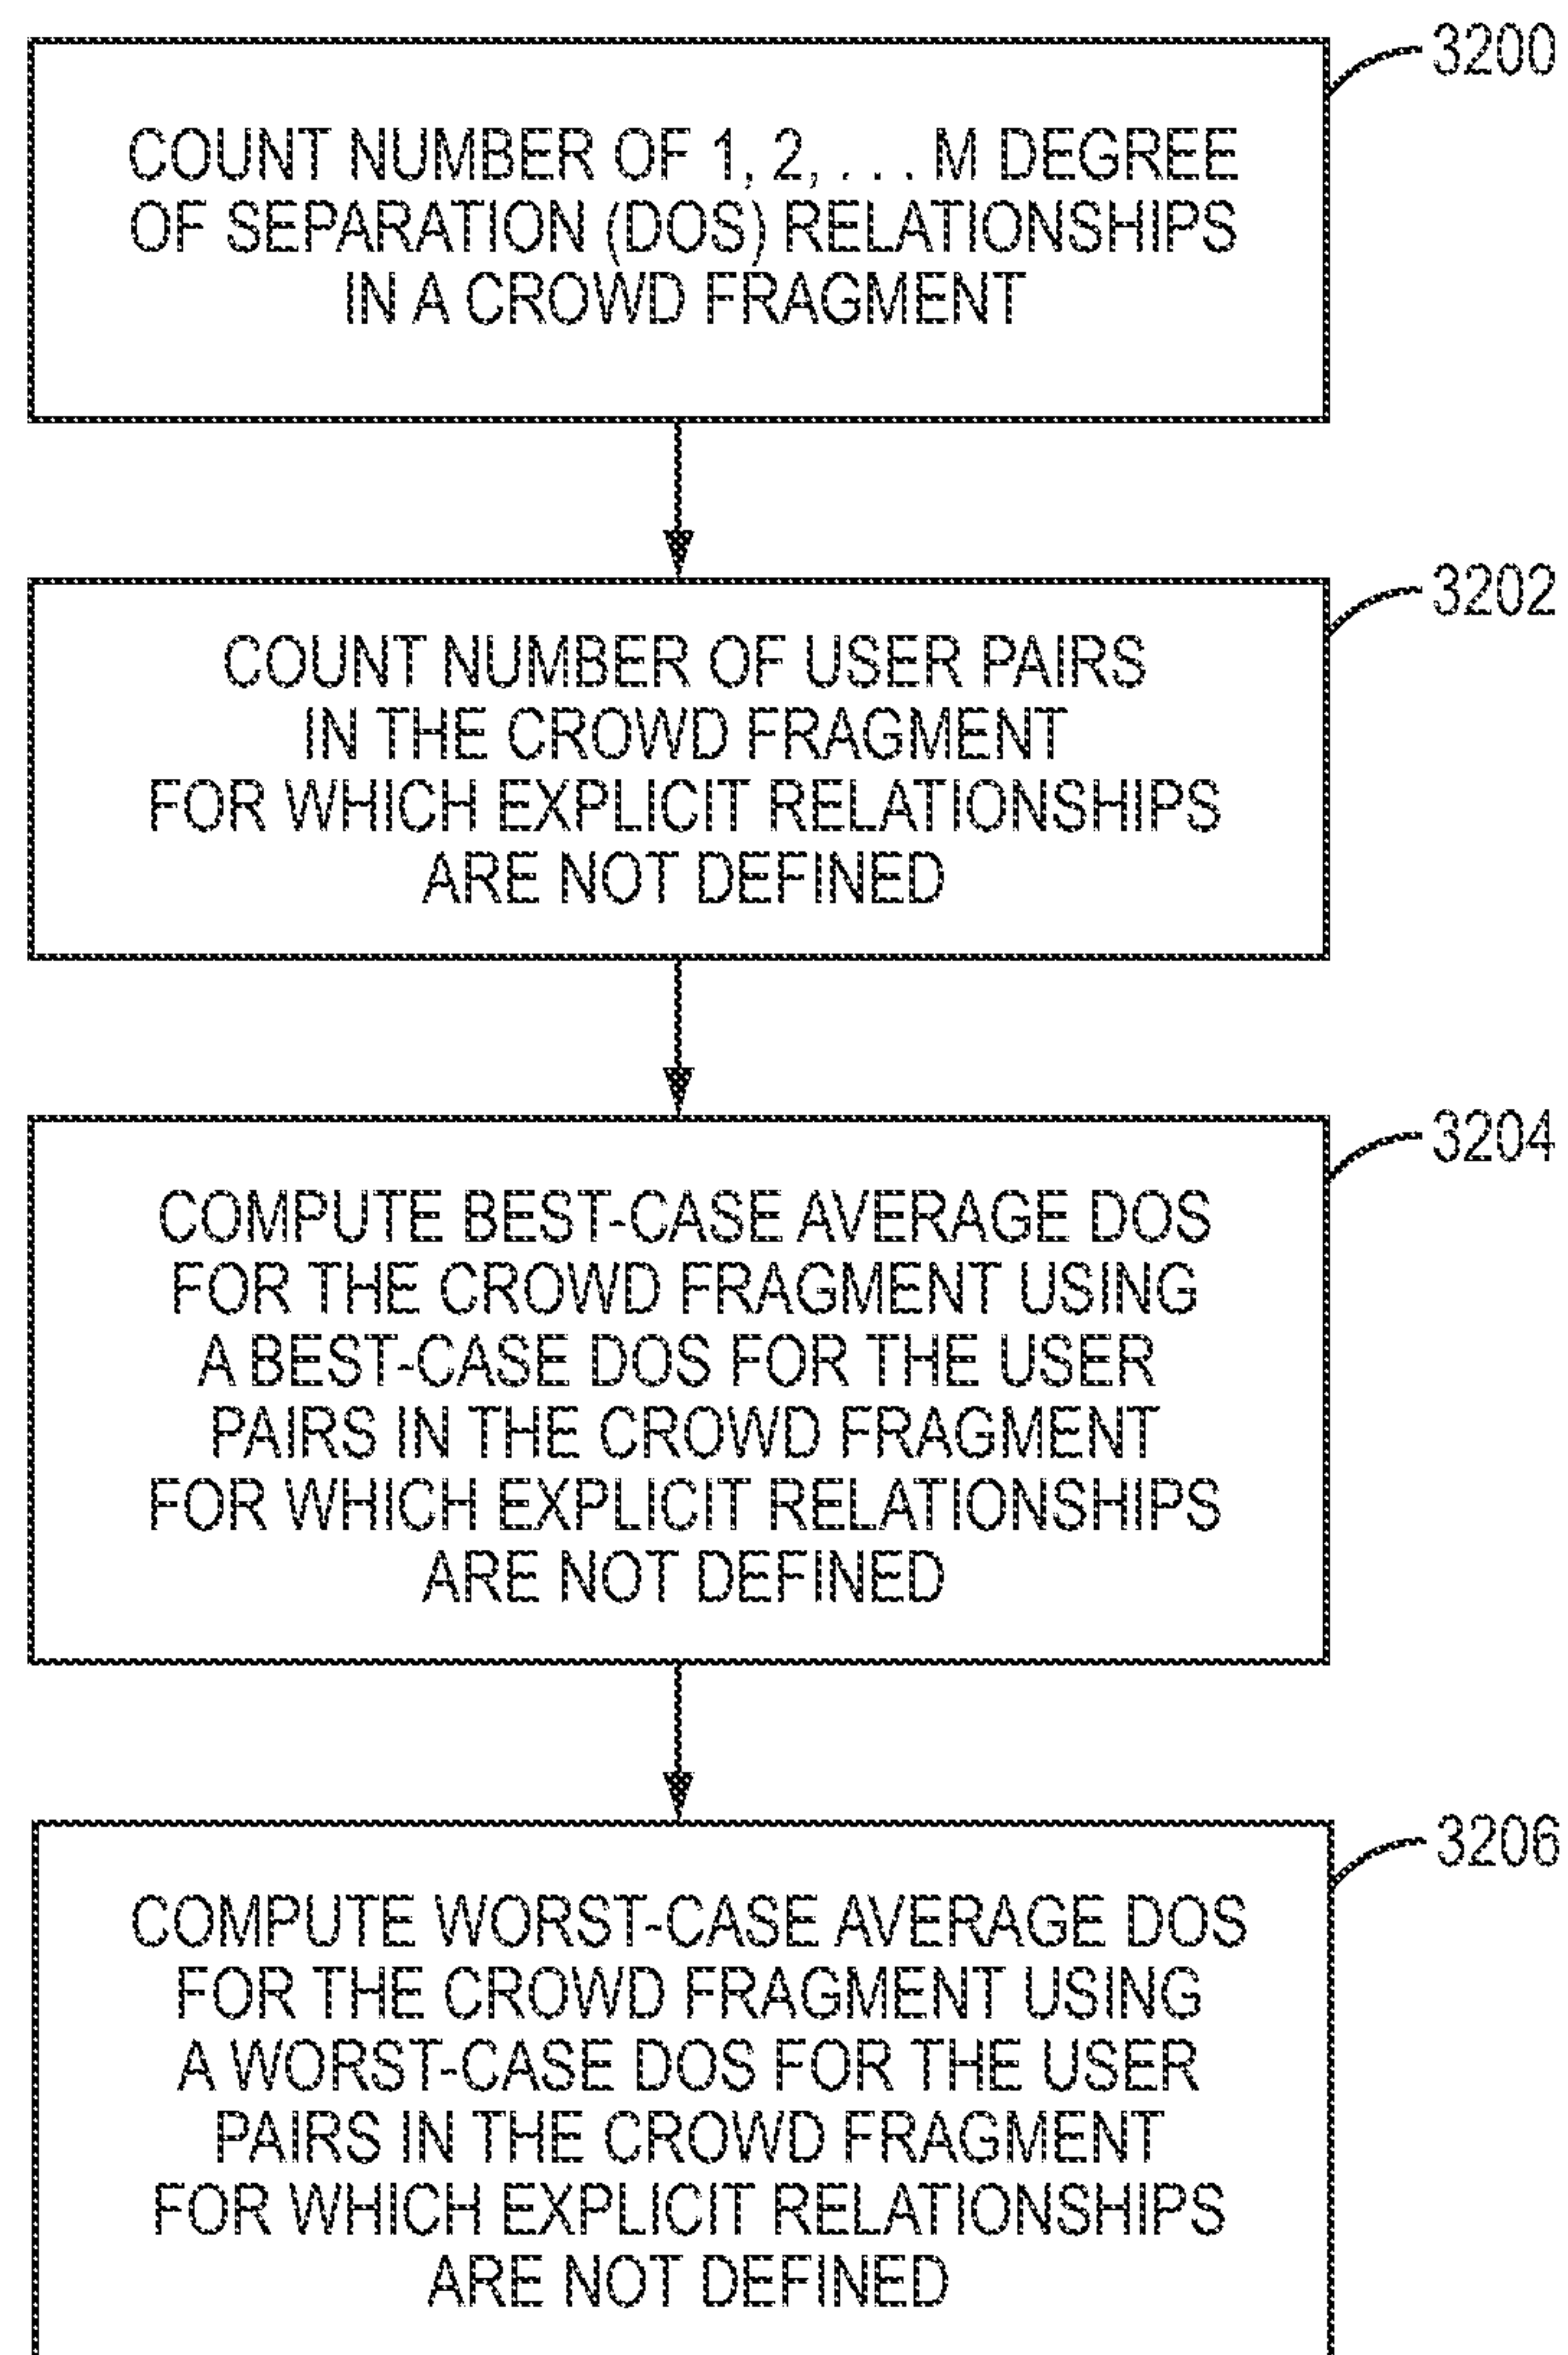 3200
COUNT NUMBER OF 1, 2, . . . M DEGREE
OF SEPARATION (DOS) RELATIONSHIPS
IN A CROWD FRAGMENT
3202
COUNT NUMBER OF USER PAIRS
IN THE CROWD FRAGMENT
FOR WHICH EXPLICIT RELATIONSHIPS
ARE NOT DEFINED
3204
COMPUTE BEST-CASE AVERAGE DOS
FOR THE CROWD FRAGMENT USING
A BEST-CASE DOS FOR THE USER
PAIRS IN THE CROWD FRAGMENT
FOR WHICH EXPLICIT RELATIONSHIPS
ARE NOT DEFINED
3206
COMPUTE WORST-CASE AVERAGE DOS
FOR THE CROWD FRAGMENT USING
A WORST-CASE DOS FOR THE USER
PAIRS IN THE CROWD FRAGMENT
FOR WHICH EXPLICIT RELATIONSHIPS
ARE NOT DEFINED